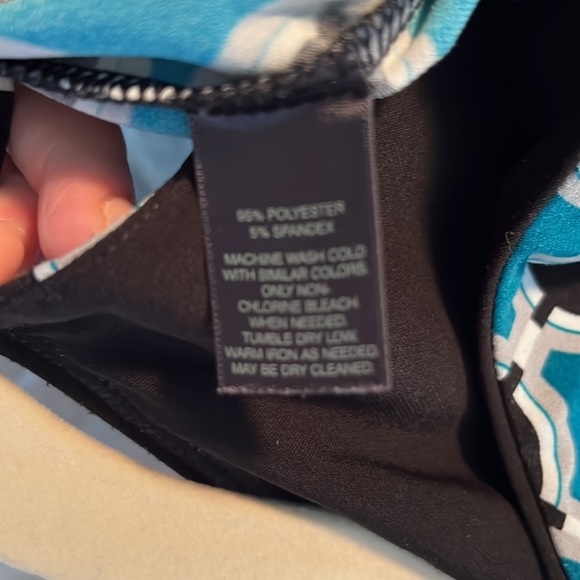 95% POLYESTER
5% SPANDEX
MACHINE WASH COLD
WITH SIMILAR COLORS.
ONLY NON-
CHLORINE BLEACH
WHEN NEEDED.
TUMBLE DRY LOW.
WARM IRON AS NEEDED.
MAY BE DRY CLEANED.